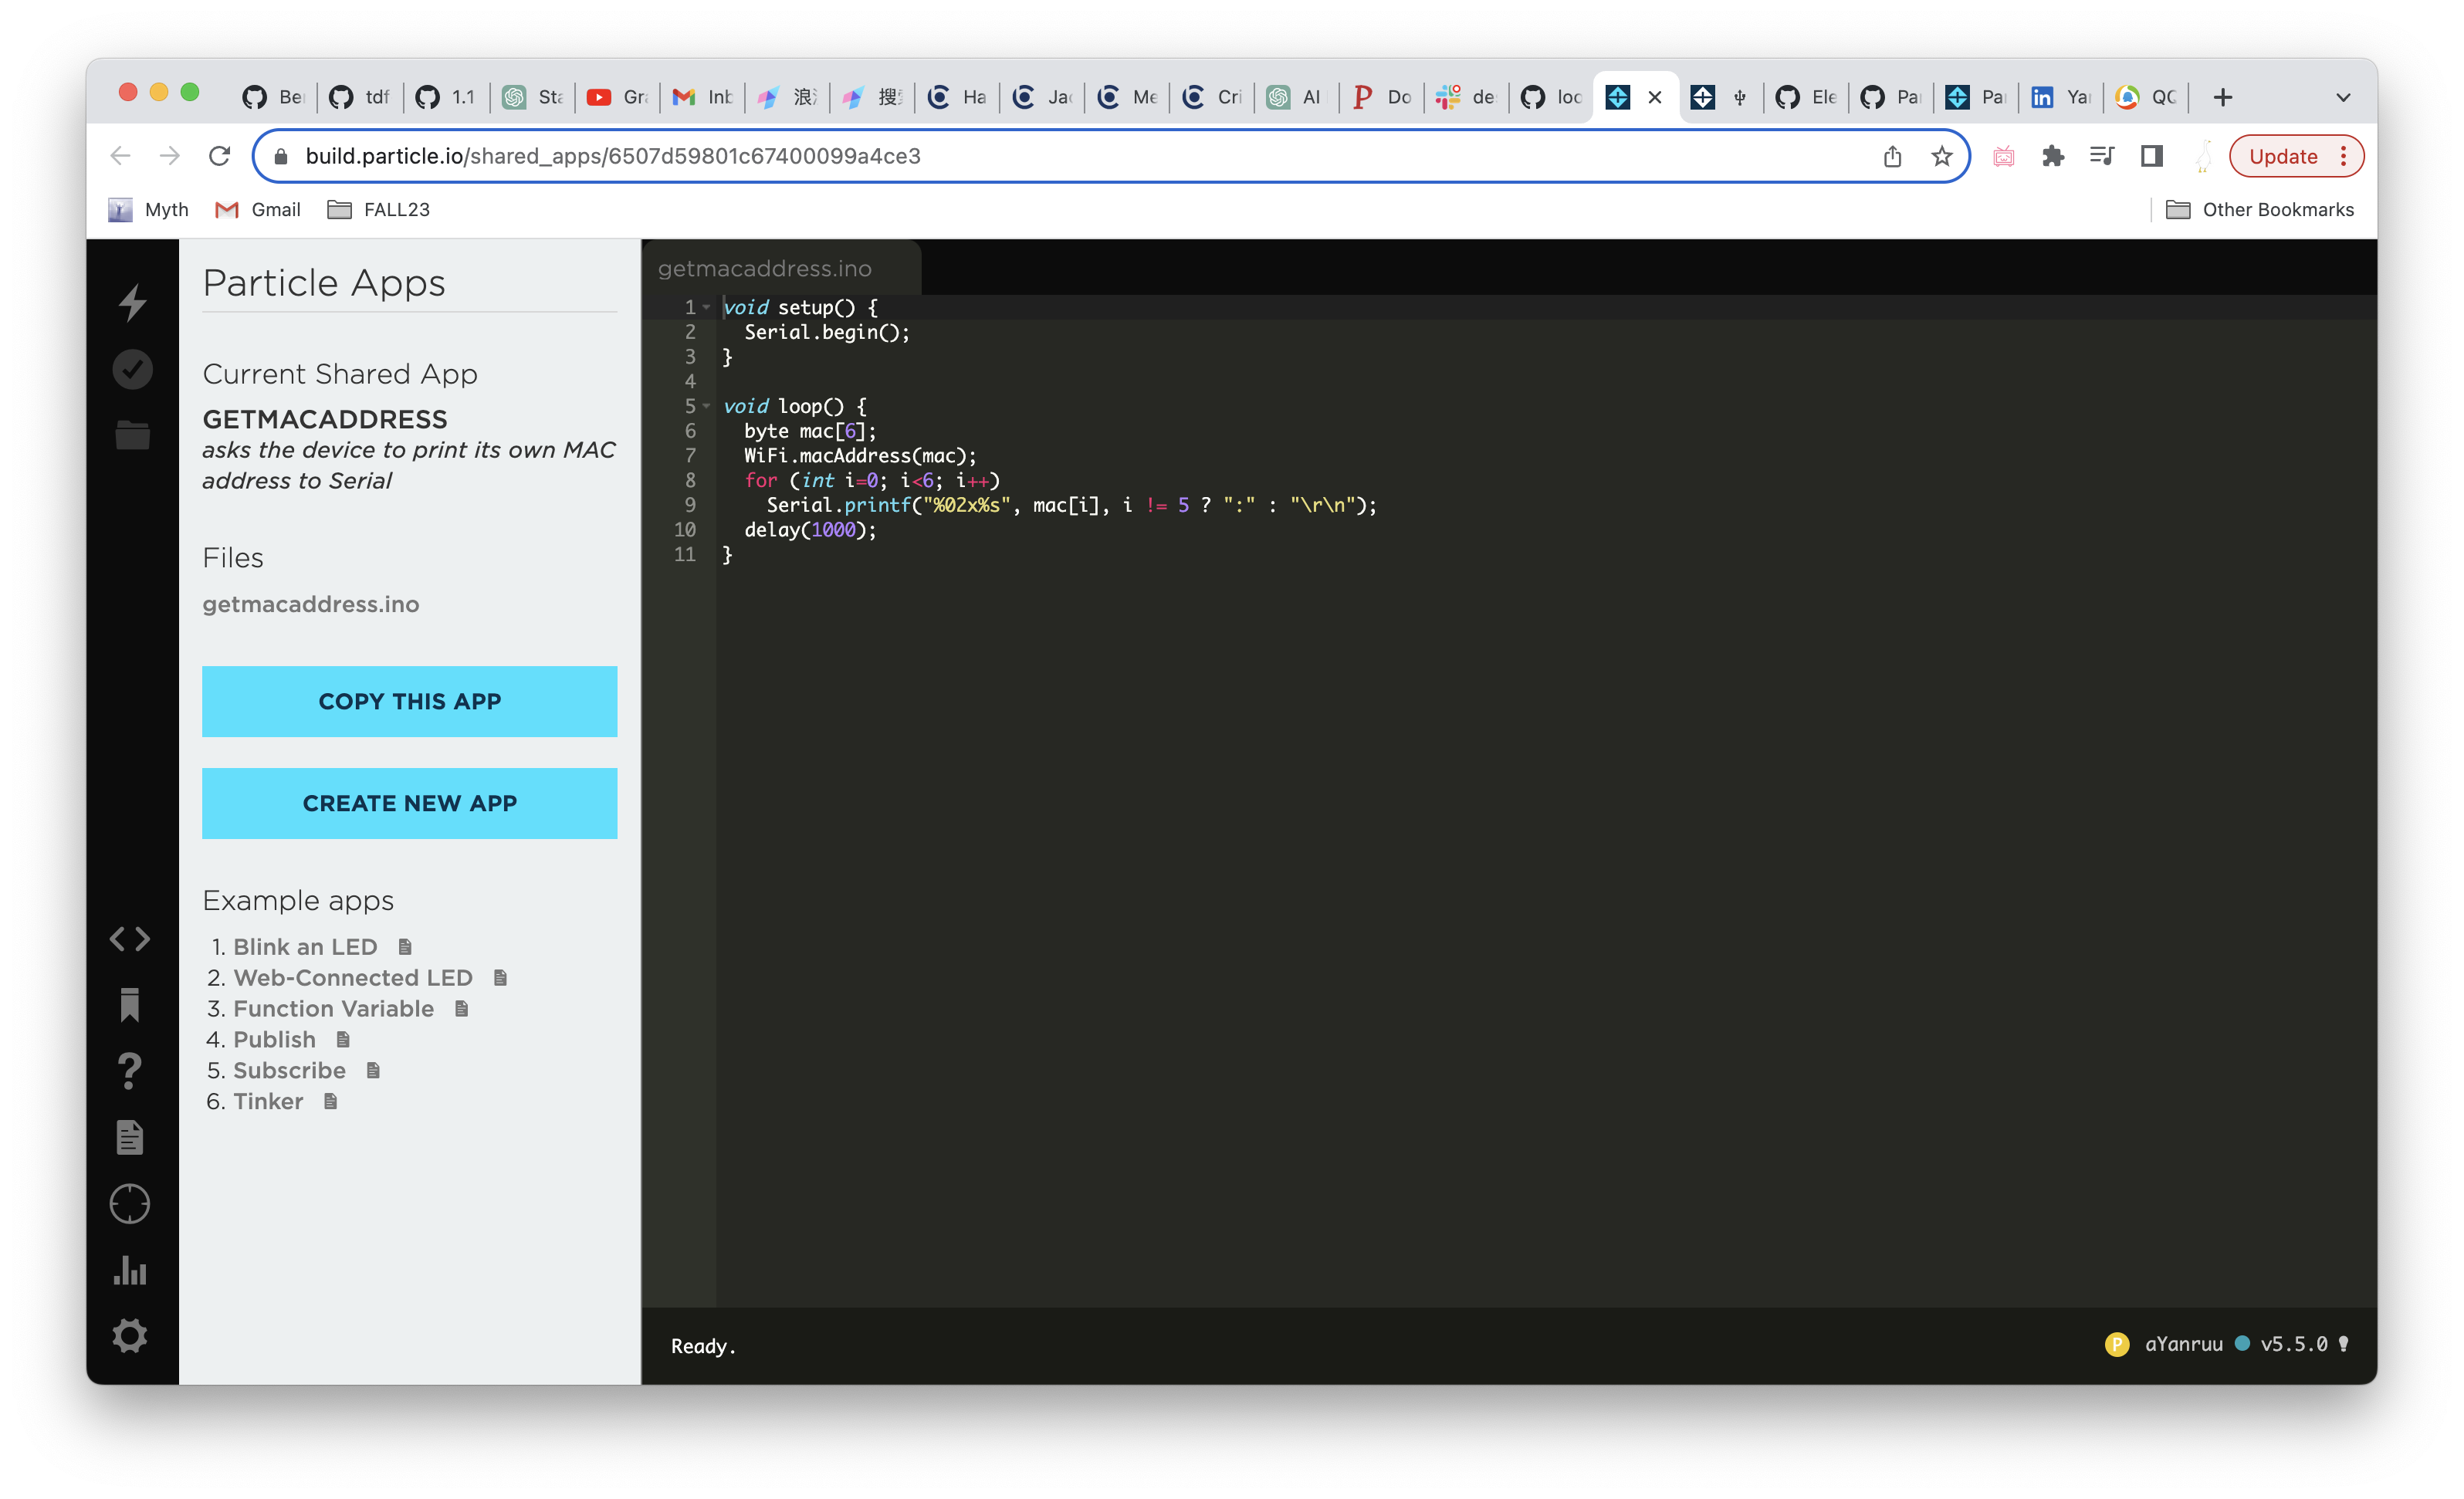 Be
tdf
1.1
Sta
Gr
Inb
浪
搜
Ha
Ja
Me
Cri
AI
Do
de
loc
Ele
Pa
Pa
Ya
QQ
build.particle.io/shared_apps/6507d59801c67400099a4ce3
Update
Myth
Gmail
FALL23
Other Bookmarks
Particle Apps
Current Shared App
GETMACADDRESS
asks the device to print its own MAC
address to Serial
Files
getmacaddress.ino
COPY THIS APP
CREATE NEW APP
Example apps
1. Blink an LED
2. Web-Connected LED
3. Function Variable
4. Publish
5. Subscribe
6. Tinker
getmacaddress.ino
1 void setup() {
2   Serial.begin();
3 }
4
5 void loop() {
6   byte mac[6];
7   WiFi.macAddress(mac);
8   for (int i=0; i<6; i++)
9     Serial.printf("%02x%s", mac[i], i != 5 ? ":" : "\r\n");
10   delay(1000);
11 }
Ready.
P aYanruu v5.5.0